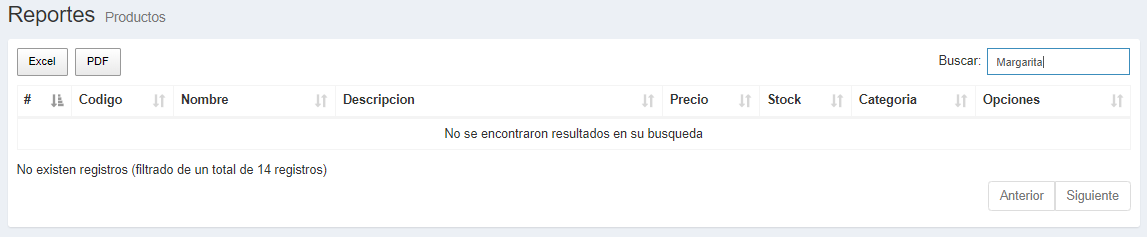 Reportes Productos
Excel PDF Buscar: Margarita
# Codigo Nombre Descripcion Precio Stock Categoria Opciones
No se encontraron resultados en su busqueda
No existen registros (filtrado de un total de 14 registros)
Anterior Siguiente